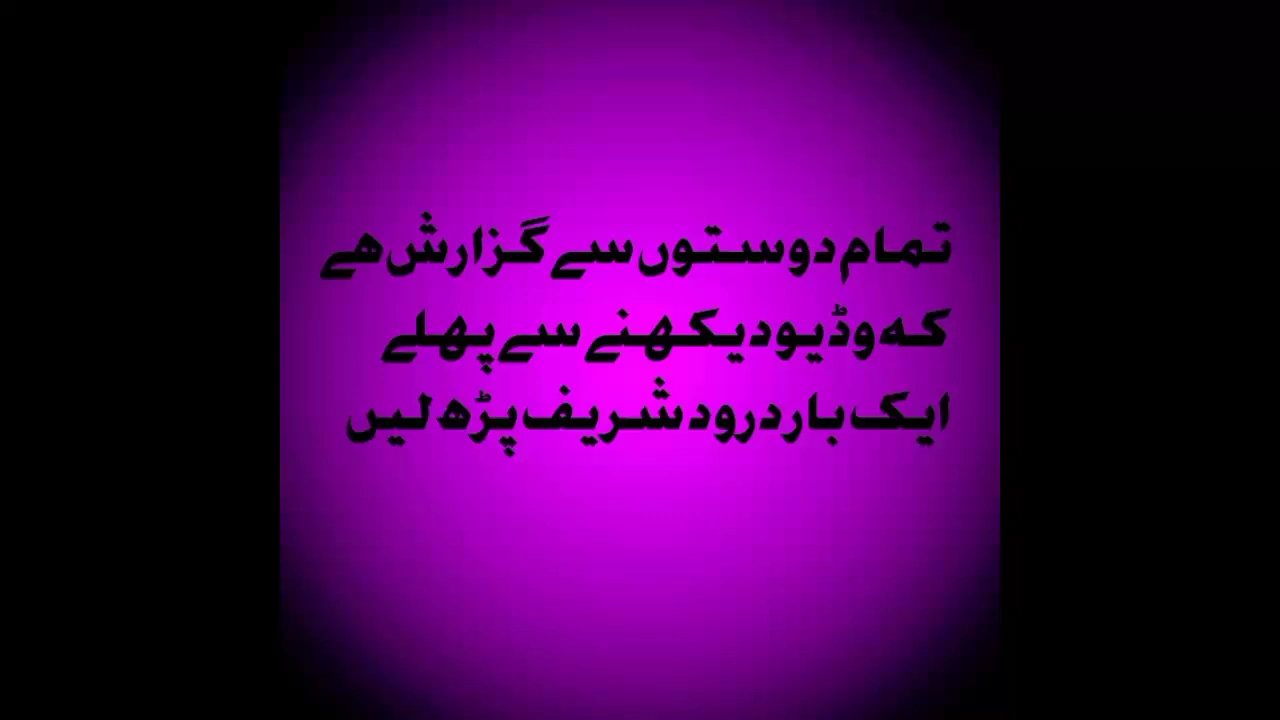 تمام دوستوں سے گزارش ھے
کہ وڈیو دیکھنے سے پھلے
ایک بار درود شریف پڑھ لیں